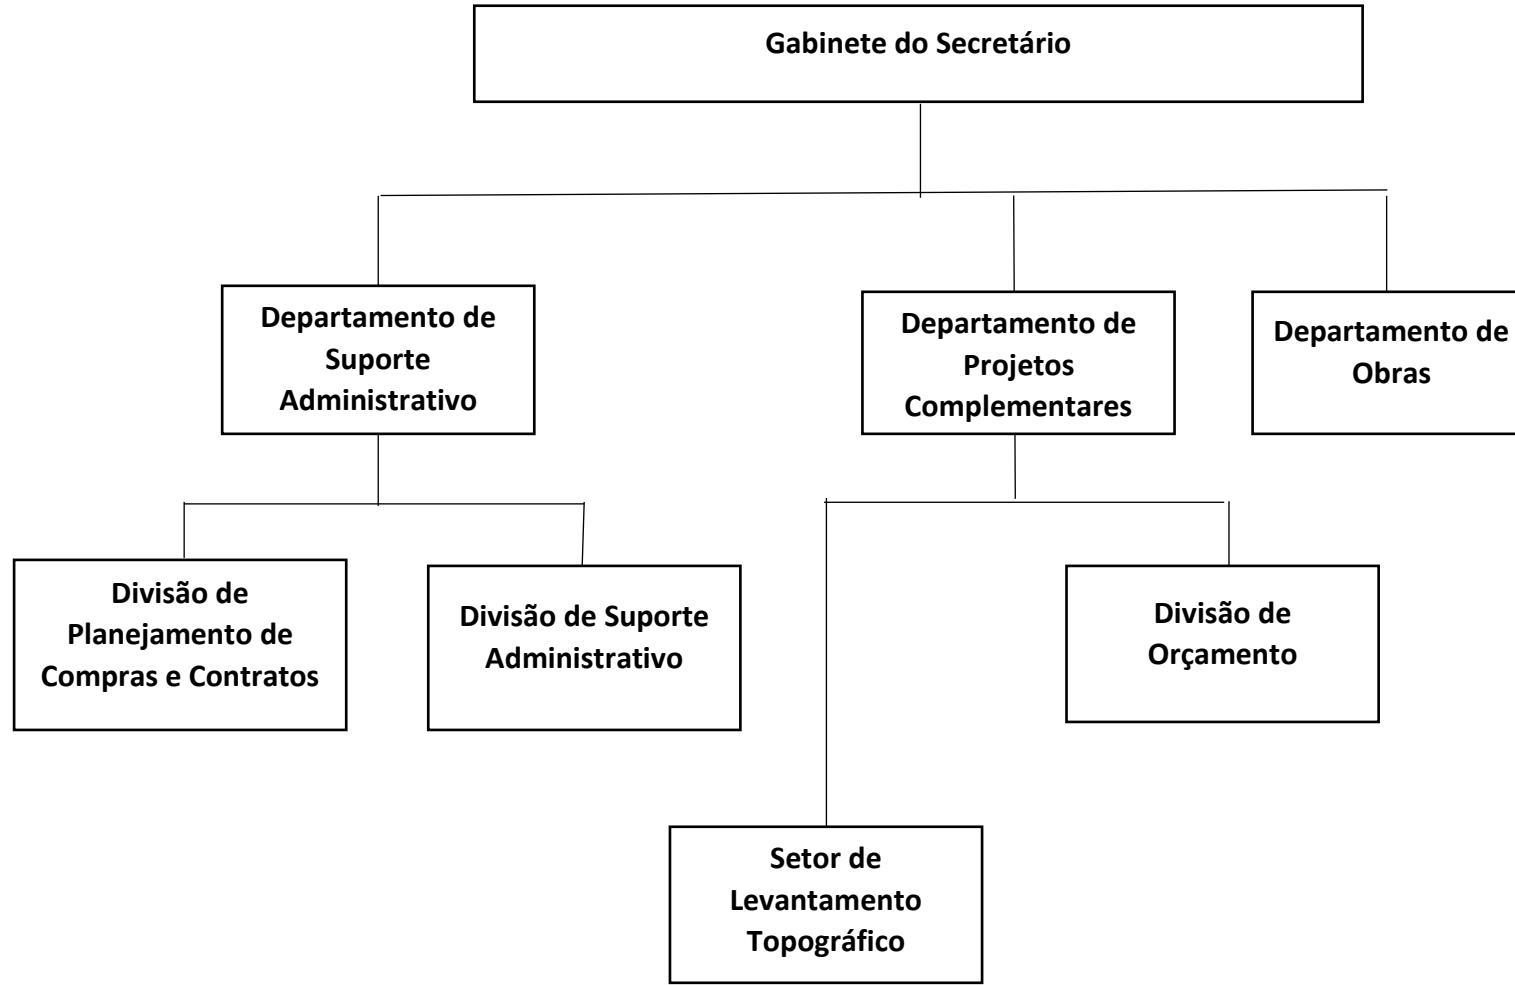 Gabinete do Secretário
Departamento de
Suporte
Administrativo
Departamento de
Projetos
Complementares
Departamento de
Obras
Divisão de
Planejamento de
Compras e Contratos
Divisão de Suporte
Administrativo
Divisão de
Orçamento
Setor de
Levantamento
Topográfico